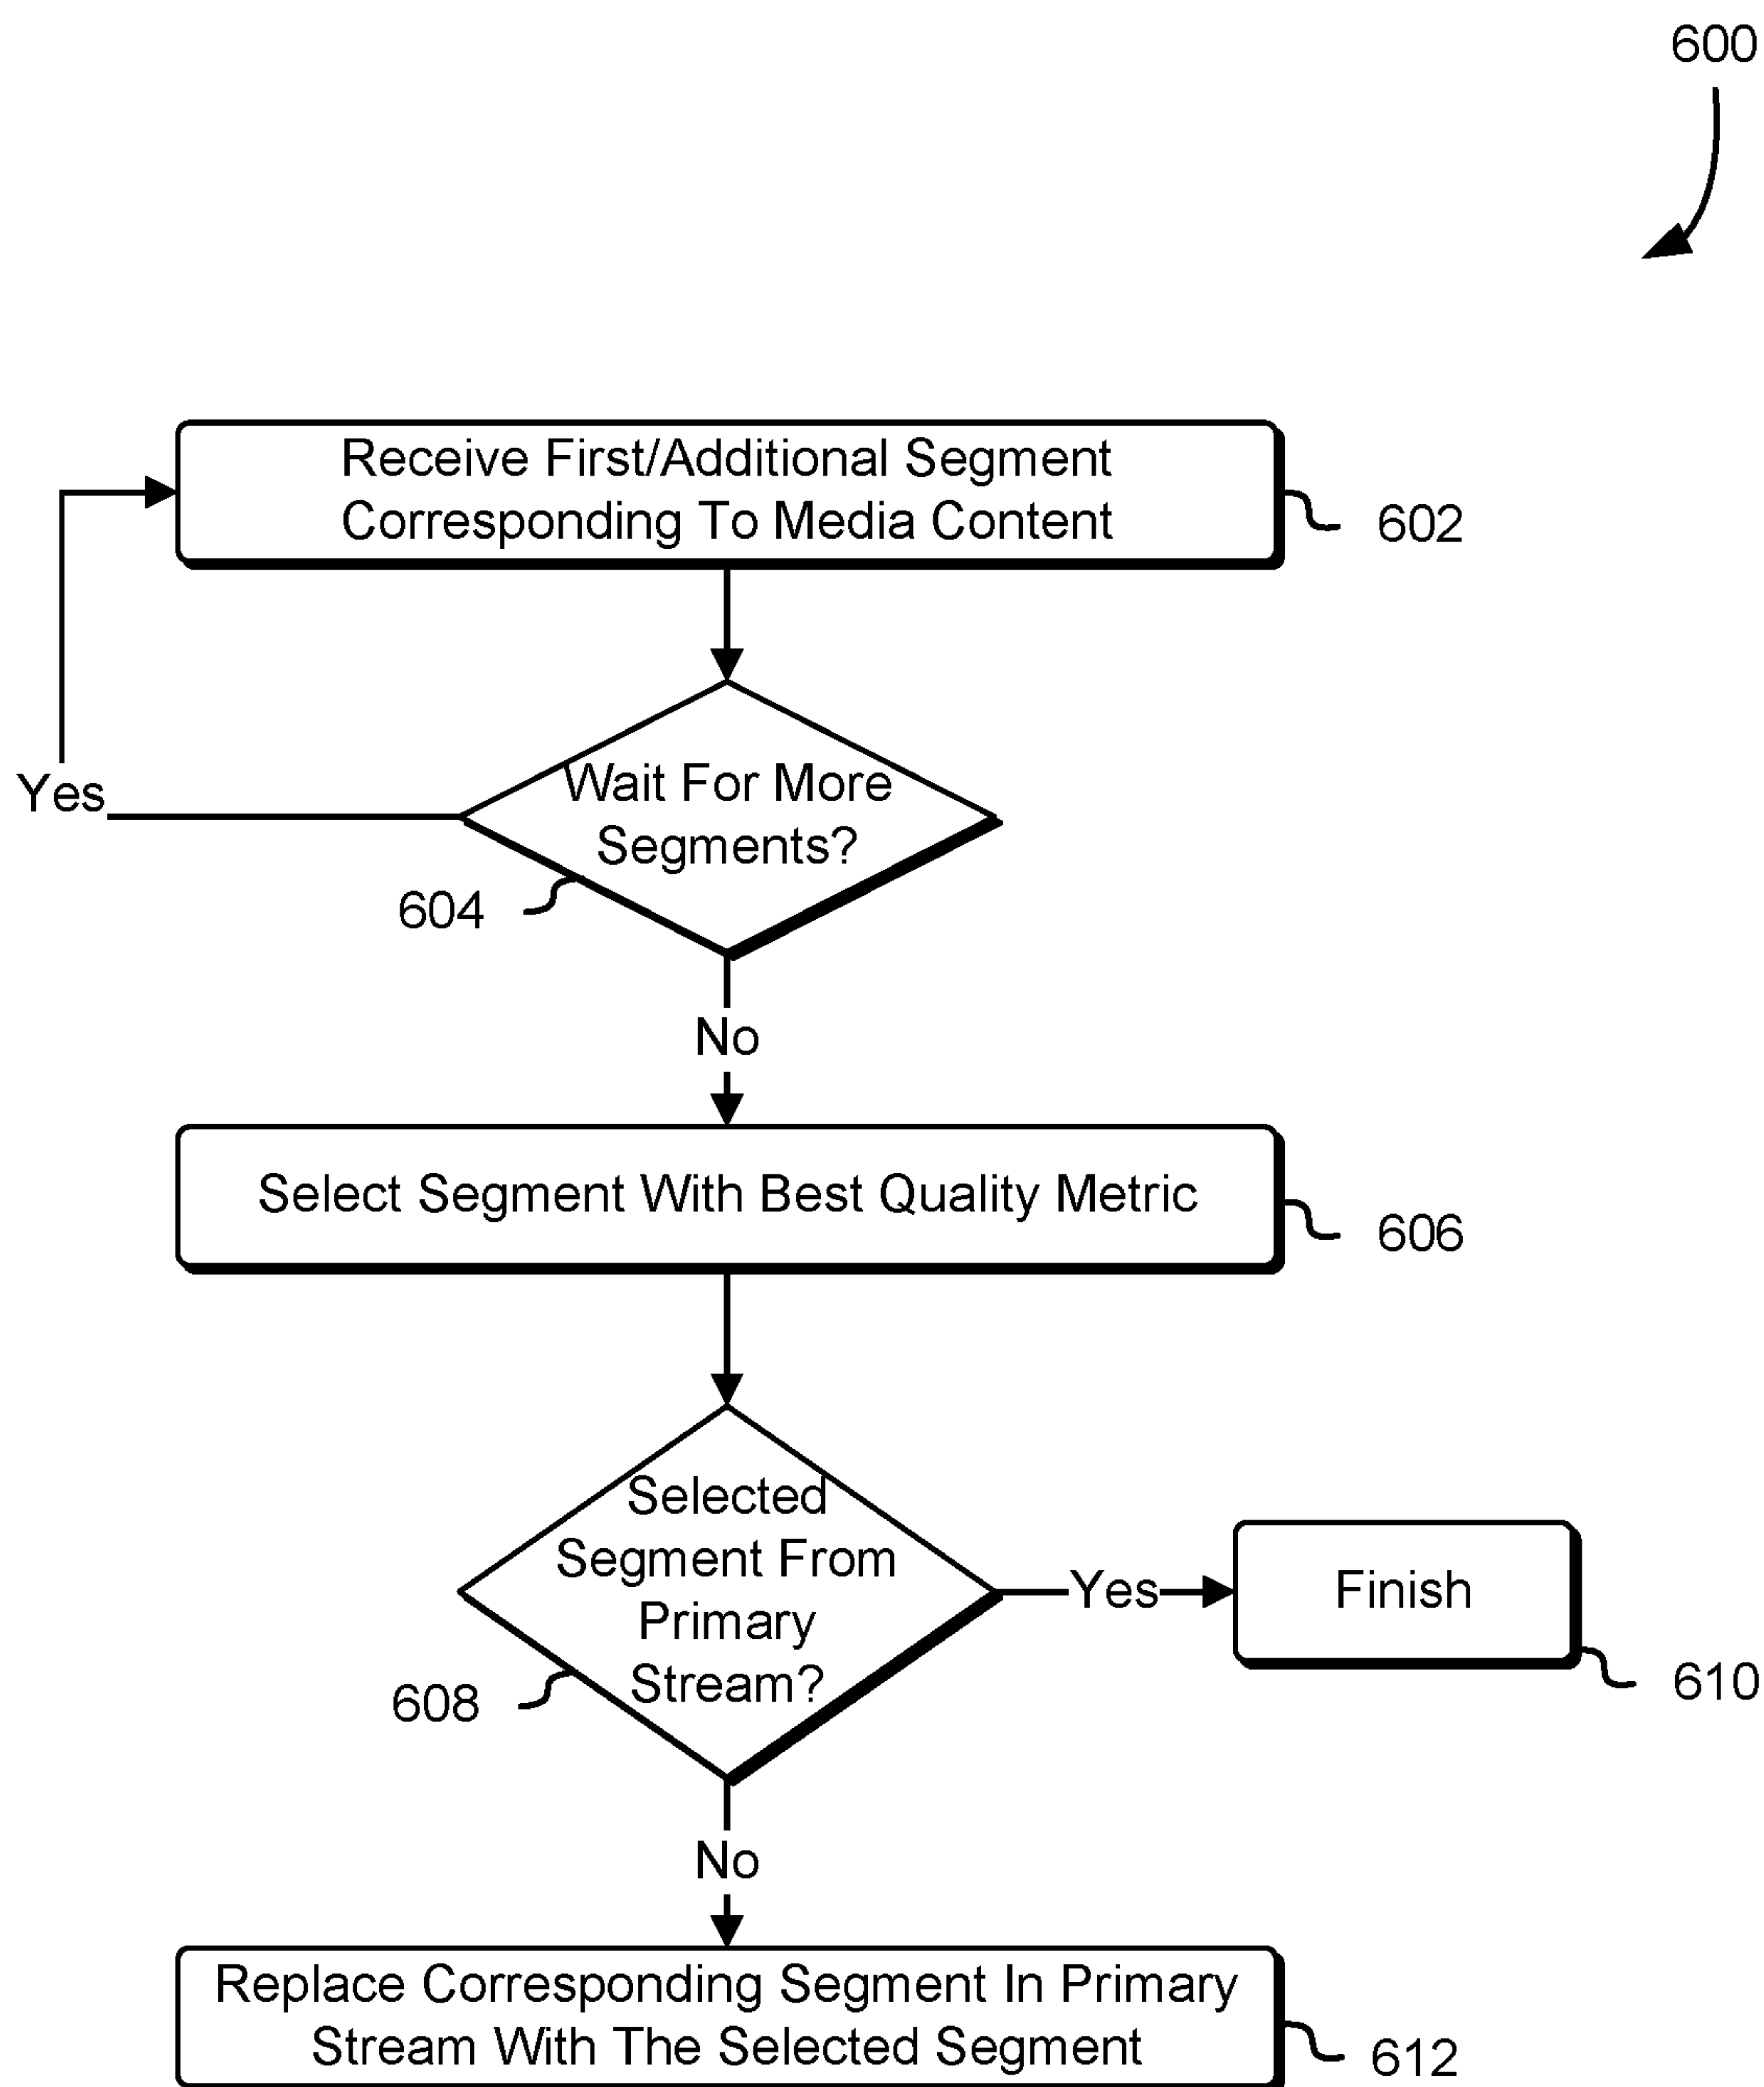 600
Receive First/Additional Segment
Corresponding To Media Content
602
Yes
Wait For More
Segments?
604
No
Select Segment With Best Quality Metric
606
Selected
Segment From
Primary
Stream?
608
Yes
Finish
610
No
Replace Corresponding Segment In Primary
Stream With The Selected Segment
612